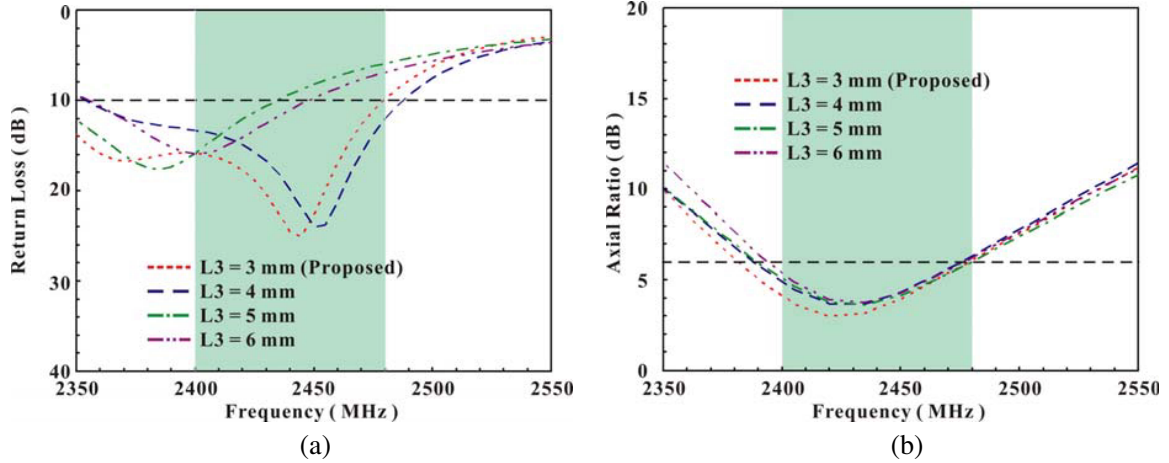 0
10
20
30
40
Return Loss ( dB )
L3 = 3 mm (Proposed)
L3 = 4 mm
L3 = 5 mm
L3 = 6 mm
2350 2400 2450 2500 2550
Frequency ( MHz )
(a)
20
15
10
5
0
Axial Ratio ( dB )
L3 = 3 mm (Proposed)
L3 = 4 mm
L3 = 5 mm
L3 = 6 mm
2350 2400 2450 2500 2550
Frequency ( MHz )
(b)